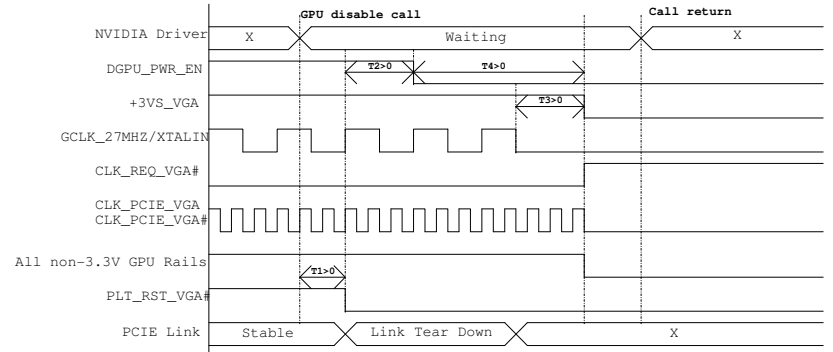 GPU disable call Call return
NVIDIA Driver X Waiting X
DGPU_PWR_EN T2>0 T4>0
+3VS_VGA T3>0
GCLK_27MHZ/XTALIN
CLK_REQ_VGA#
CLK_PCIE_VGA
CLK_PCIE_VGA#
All non-3.3V GPU Rails
T1>0
PLT_RST_VGA#
PCIE Link Stable Link Tear Down X